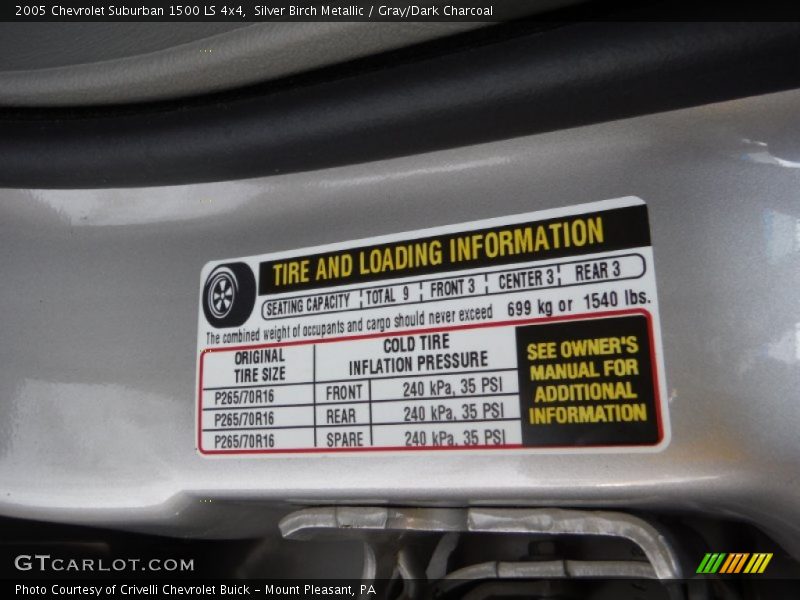 2005 Chevrolet Suburban 1500 LS 4x4, Silver Birch Metallic / Gray/Dark Charcoal
TIRE AND LOADING INFORMATION
SEATING CAPACITY TOTAL 9 FRONT 3 CENTER 3 REAR 3
The combined weight of occupants and cargo should never exceed 699 kg or 1540 lbs.
ORIGINAL
TIRE SIZE
COLD TIRE
INFLATION PRESSURE
P265/70R16 FRONT 240 kPa, 35 PSI
P265/70R16 REAR 240 kPa, 35 PSI
P265/70R16 SPARE 240 kPa, 35 PSI
SEE OWNER'S
MANUAL FOR
ADDITIONAL
INFORMATION
GTCARLOT.COM
Photo Courtesy of Crivelli Chevrolet Buick - Mount Pleasant, PA